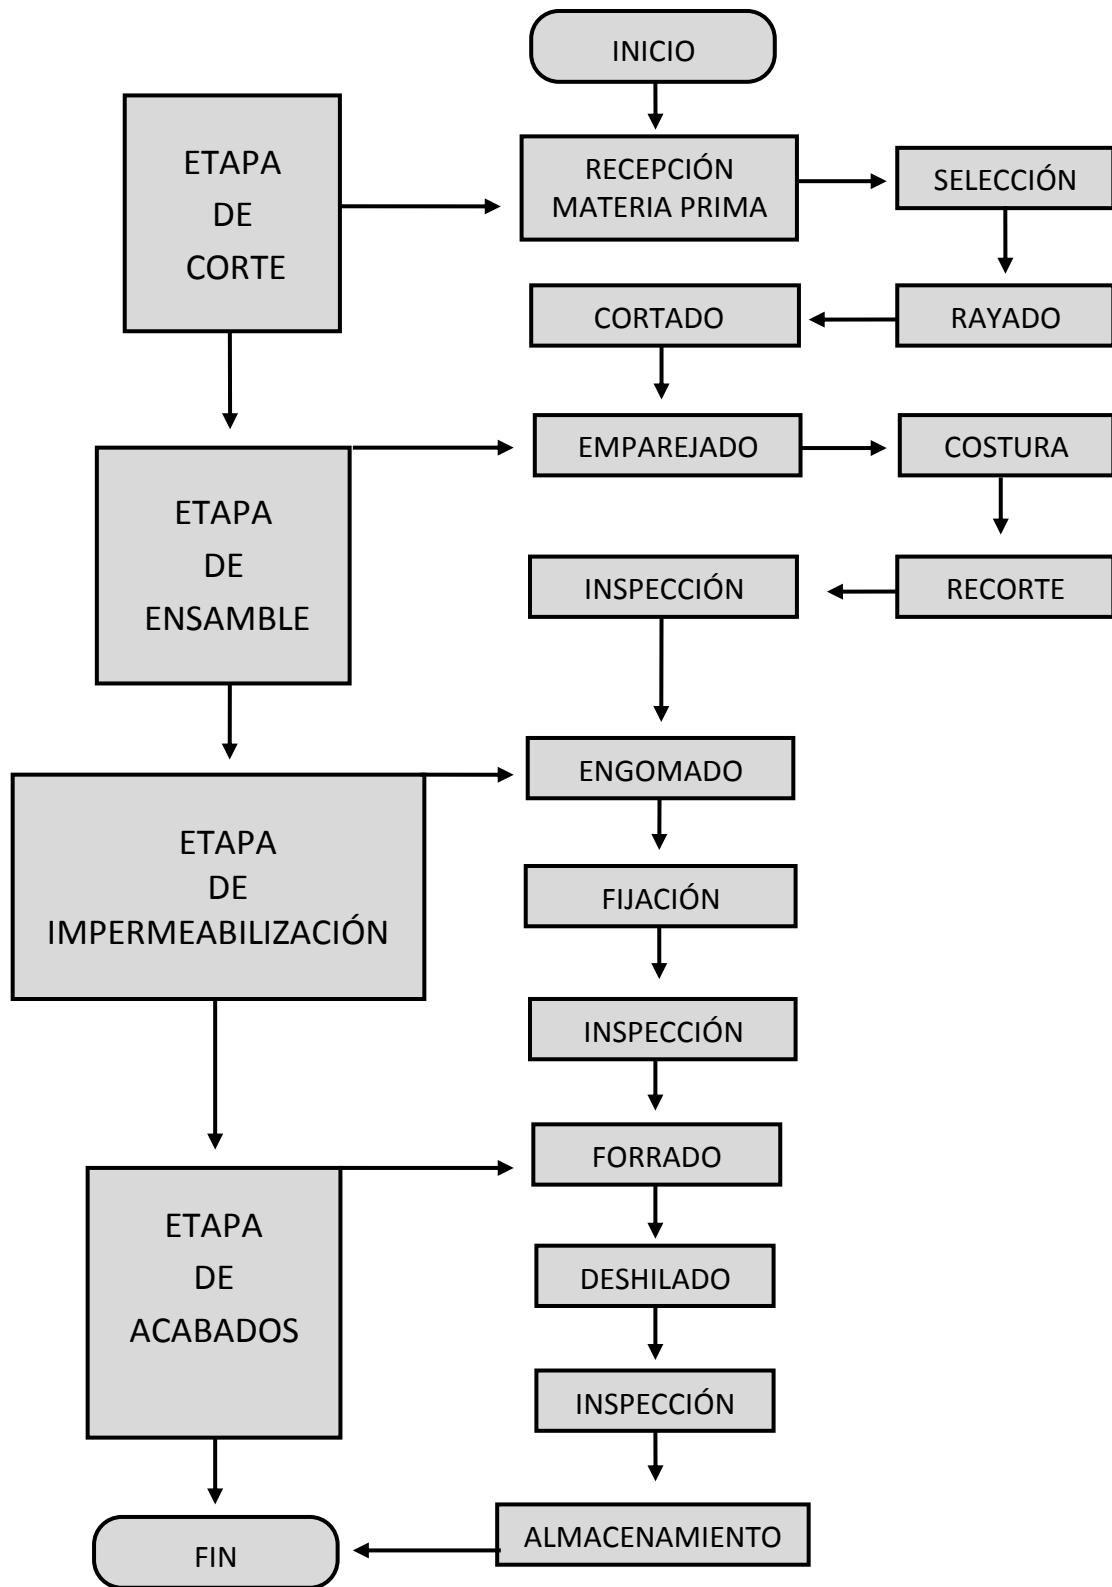 INICIO
ETAPA
DE
CORTE
RECEPCIÓN
MATERIA PRIMA
SELECCIÓN
CORTADO
RAYADO
ETAPA
DE
ENSAMBLE
EMPAREJADO
COSTURA
INSPECCIÓN
RECORTE
ETAPA
DE
IMPERMEABILIZACIÓN
ENGOMADO
FIJACIÓN
INSPECCIÓN
ETAPA
DE
ACABADOS
FORRADO
DESHILADO
INSPECCIÓN
ALMACENAMIENTO
FIN